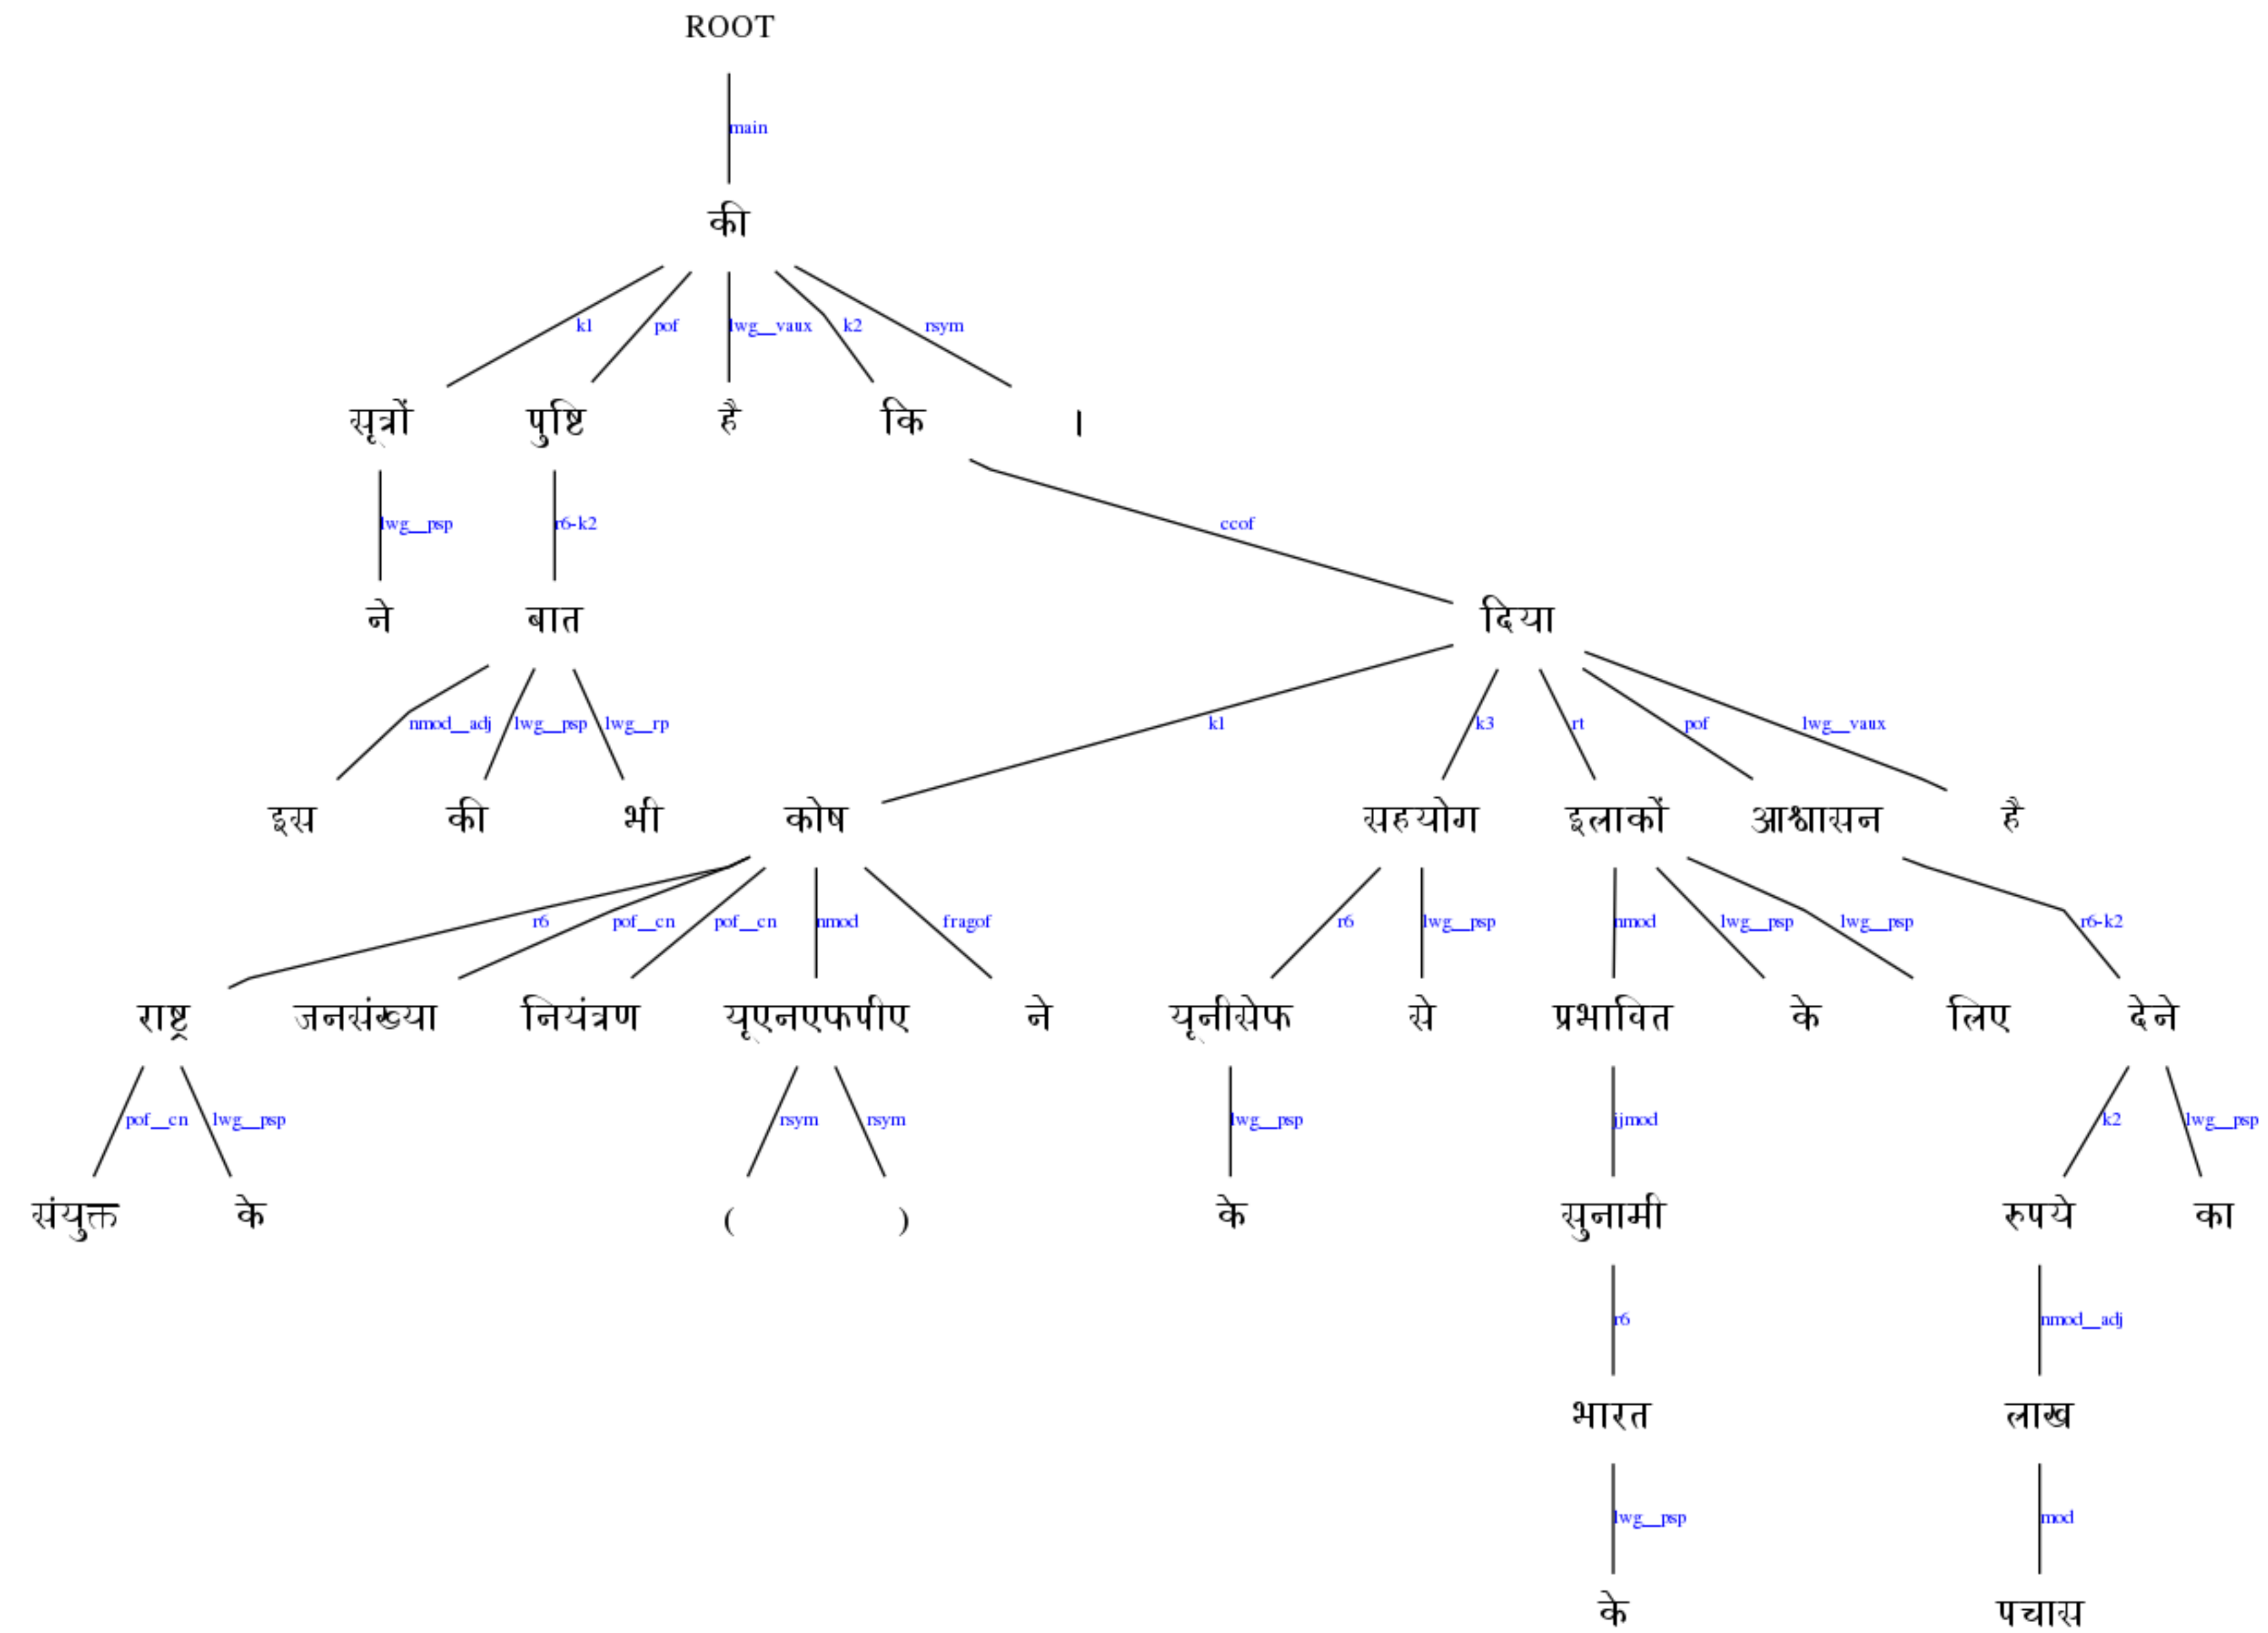 ROOT
main
की
k1 pof lwg__vaux k2 rsym
सूत्रों पुष्टि है कि ।
lwg__psp r6-k2 ccof
ने बात दिया
nmod__adj lwg__psp lwg__rp k1 k3 rt pof lwg__vaux
इस की भी कोष सहयोग इलाकों आश्वासन है
r6 pof__cn pof__cn nmod fragof r6 lwg__psp nmod lwg__psp lwg__psp r6-k2
राष्ट्र जनसंख्या नियंत्रण यूएनएफपीए ने यूनीसेफ से प्रभावित के लिए देने
pof__cn lwg__psp rsym rsym lwg__psp jjmod k2 lwg__psp
संयुक्त के ( ) के सुनामी रुपये का
r6 nmod__adj
भारत लाख
lwg__psp mod
के पचास